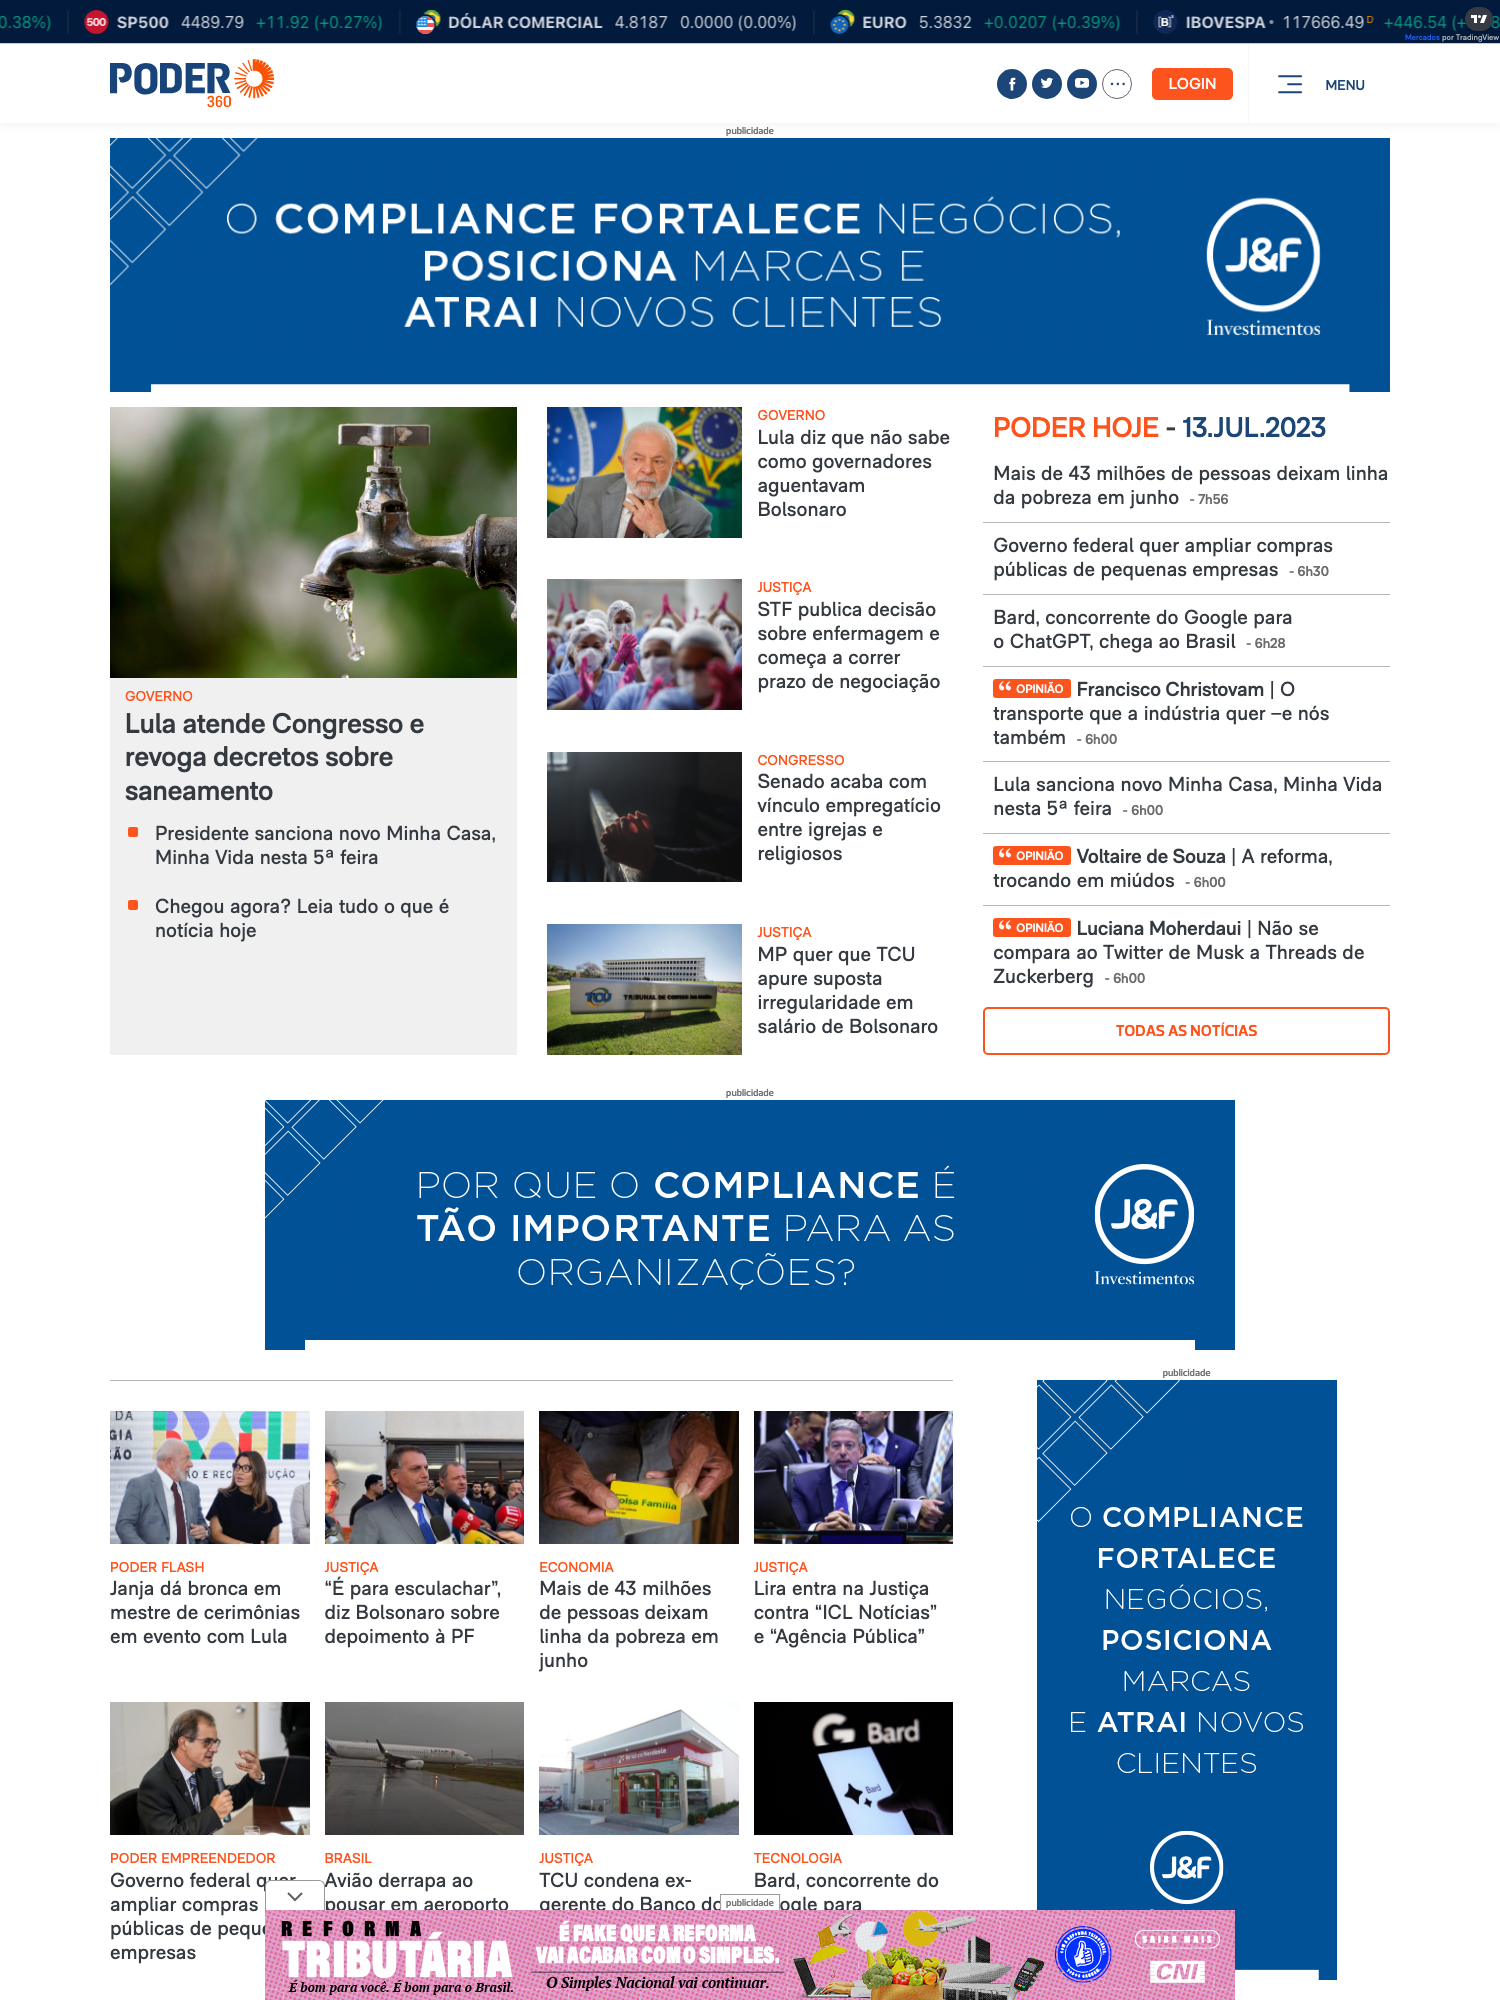 0.38%)
500 SP500 4489.79 +11.92 (+0.27%)
DÓLAR COMERCIAL 4.8187 0.0000 (0.00%)
EURO 5.3832 +0.0207 (+0.39%)
IBOVESPA 117666.49 D +446.54
Mercados por TradingView
PODER
360
LOGIN
MENU
publicidade
O COMPLIANCE FORTALECE NEGÓCIOS,
POSICIONA MARCAS E
ATRAI NOVOS CLIENTES
J&F
Investimentos
GOVERNO
Lula atende Congresso e
revoga decretos sobre
saneamento
Presidente sanciona novo Minha Casa,
Minha Vida nesta 5ª feira
Chegou agora? Leia tudo o que é
notícia hoje
GOVERNO
Lula diz que não sabe
como governadores
aguentavam
Bolsonaro
JUSTIÇA
STF publica decisão
sobre enfermagem e
começa a correr
prazo de negociação
CONGRESSO
Senado acaba com
vínculo empregatício
entre igrejas e
religiosos
TCU TRIBUNAL DE CONTAS DA UNIÃO
JUSTIÇA
MP quer que TCU
apure suposta
irregularidade em
salário de Bolsonaro
PODER HOJE - 13.JUL.2023
Mais de 43 milhões de pessoas deixam linha
da pobreza em junho - 7h56
Governo federal quer ampliar compras
públicas de pequenas empresas - 6h30
Bard, concorrente do Google para
o ChatGPT, chega ao Brasil - 6h28
“ OPINIÃO Francisco Christovam | O
transporte que a indústria quer –e nós
também - 6h00
Lula sanciona novo Minha Casa, Minha Vida
nesta 5ª feira - 6h00
“ OPINIÃO Voltaire de Souza | A reforma,
trocando em miúdos - 6h00
“ OPINIÃO Luciana Moherdaui | Não se
compara ao Twitter de Musk a Threads de
Zuckerberg - 6h00
TODAS AS NOTÍCIAS
publicidade
POR QUE O COMPLIANCE É
TÃO IMPORTANTE PARA AS
ORGANIZAÇÕES?
J&F
Investimentos
PODER FLASH
Janja dá bronca em
mestre de cerimônias
em evento com Lula
JUSTIÇA
“É para esculachar”,
diz Bolsonaro sobre
depoimento à PF
Bolsa Família
ECONOMIA
Mais de 43 milhões
de pessoas deixam
linha da pobreza em
junho
JUSTIÇA
Lira entra na Justiça
contra “ICL Notícias”
e “Agência Pública”
publicidade
O COMPLIANCE
FORTALECE
NEGÓCIOS,
POSICIONA
MARCAS
E ATRAI NOVOS
CLIENTES
J&F
PODER EMPREENDEDOR
Governo federal quer
ampliar compras
públicas de peque
empresas
BRASIL
Avião derrapa ao
pousar em aeroporto
JUSTIÇA
TCU condena ex-
gerente do Banco do
Bard
Bard
TECNOLOGIA
Bard, concorrente do
ogle para
publicidade
REFORMA
TRIBUTÁRIA
É bom para você. É bom para o Brasil.
É FAKE QUE A REFORMA
VAI ACABAR COM O SIMPLES.
O Simples Nacional vai continuar.
SAIBA MAIS
CNI